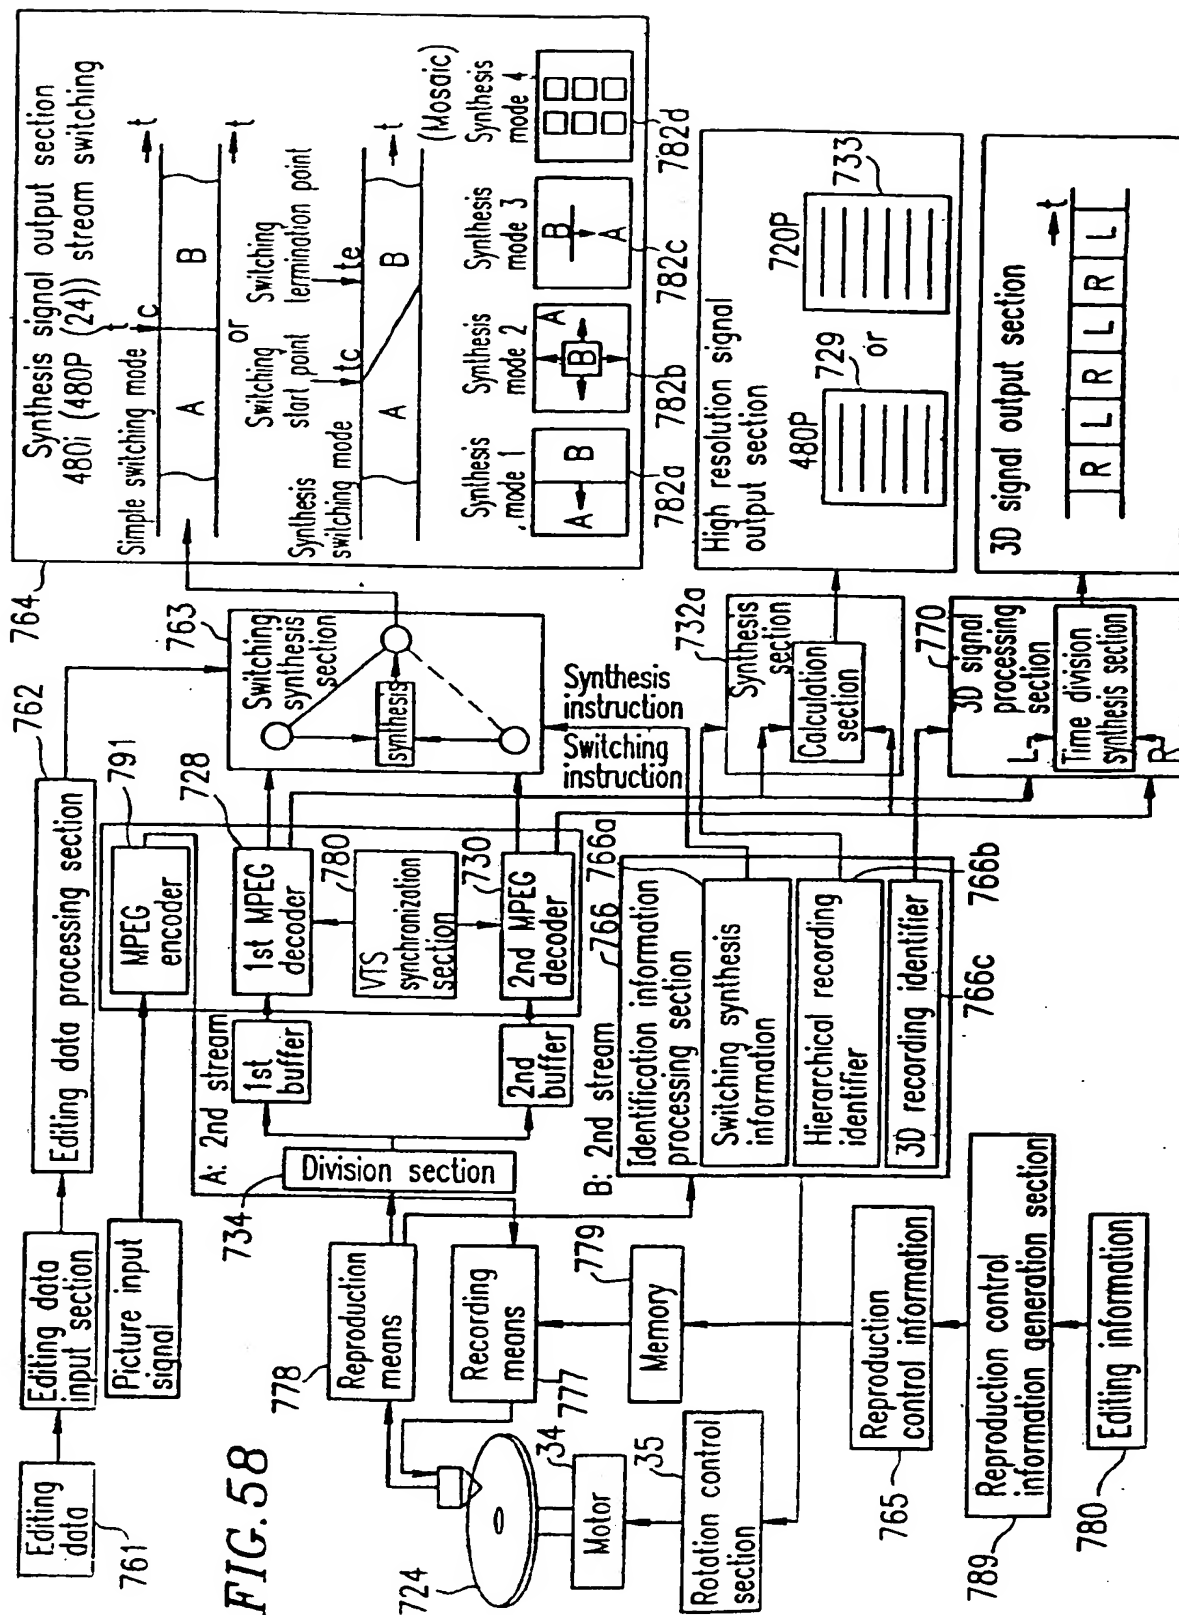 FIG. 58
Editing
data
761
Editing data
input section
Editing data processing section
762
Picture input
signal
MPEG
encoder
791
A: 2nd stream
1st buffer
1st MPEG
decoder
728
VTS
synchronization
section
780
2nd buffer
2nd MPEG
decoder
730
Division section
734
Reproduction
means
778
Recording
means
777
Memory
779
724
Motor
34
Rotation control
section
35
B: 2nd stream
Identification information
processing section
766
Switching synthesis
information
766a
Hierarchical recording
identifier
766b
3D recording identifier
766c
Reproduction
control information
765
Reproduction control
information generation section
789
Editing information
780
Switching
synthesis
section
763
synthesis
Synthesis
instruction
Switching
instruction
Synthesis
section
732a
Calculation
section
3D signal
processing
section
770
L
Time division
synthesis section
R
764
Synthesis signal output section
480i (480P (24)) stream switching
Simple switching mode
t
c
A
B
t
t
or
Switching
start point
Switching
termination point
Synthesis
switching mode
tc
te
A
B
t
(Mosaic)
Synthesis
mode 1
Synthesis
mode 2
Synthesis
mode 3
Synthesis
mode 4
A
B
B
A
B
A
782a
782b
782c
782d
High resolution signal
output section
480P
729
or
720P
733
3D signal output section
t
R
L
R
L
R
L